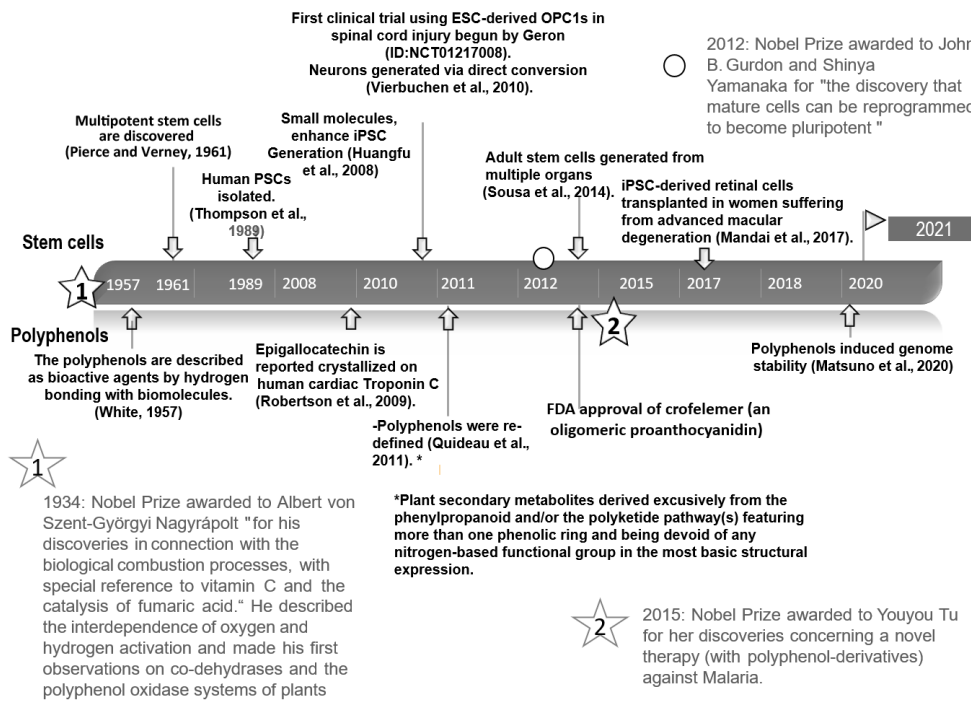 First clinical trial using ESC-derived OPC1s in
spinal cord injury begun by Geron
(ID:NCT01217008).
Neurons generated via direct conversion
(Vierbuchen et al., 2010).
2012: Nobel Prize awarded to John
B. Gurdon and Shinya
Yamanaka for "the discovery that
mature cells can be reprogrammed
to become pluripotent "
Multipotent stem cells
are discovered
(Pierce and Verney, 1961)
Small molecules,
enhance iPSC
Generation (Huangfu
et al., 2008)
Human PSCs
isolated.
(Thompson et al.,
1989)
Adult stem cells generated from
multiple organs
(Sousa et al., 2014).
iPSC-derived retinal cells
transplanted in women suffering
from advanced macular
degeneration (Mandai et al., 2017).
2021
Stem cells
1
1957 1961 1989 2008 2010 2011 2012 2015 2017 2018 2020
2
Polyphenols
The polyphenols are described
as bioactive agents by hydrogen
bonding with biomolecules.
(White, 1957)
Epigallocatechin is
reported crystallized on
human cardiac Troponin C
(Robertson et al., 2009).
-Polyphenols were re-
defined (Quideau et al.,
2011). *
FDA approval of crofelemer (an
oligomeric proanthocyanidin)
Polyphenols induced genome
stability (Matsuno et al., 2020)
1
1934: Nobel Prize awarded to Albert von
Szent-Györgyi Nagyrápolt "for his
discoveries in connection with the
biological combustion processes, with
special reference to vitamin C and the
catalysis of fumaric acid.“ He described
the interdependence of oxygen and
hydrogen activation and made his first
observations on co-dehydrases and the
polyphenol oxidase systems of plants
*Plant secondary metabolites derived excusively from the
phenylpropanoid and/or the polyketide pathway(s) featuring
more than one phenolic ring and being devoid of any
nitrogen-based functional group in the most basic structural
expression.
2
2015: Nobel Prize awarded to Youyou Tu
for her discoveries concerning a novel
therapy (with polyphenol-derivatives)
against Malaria.